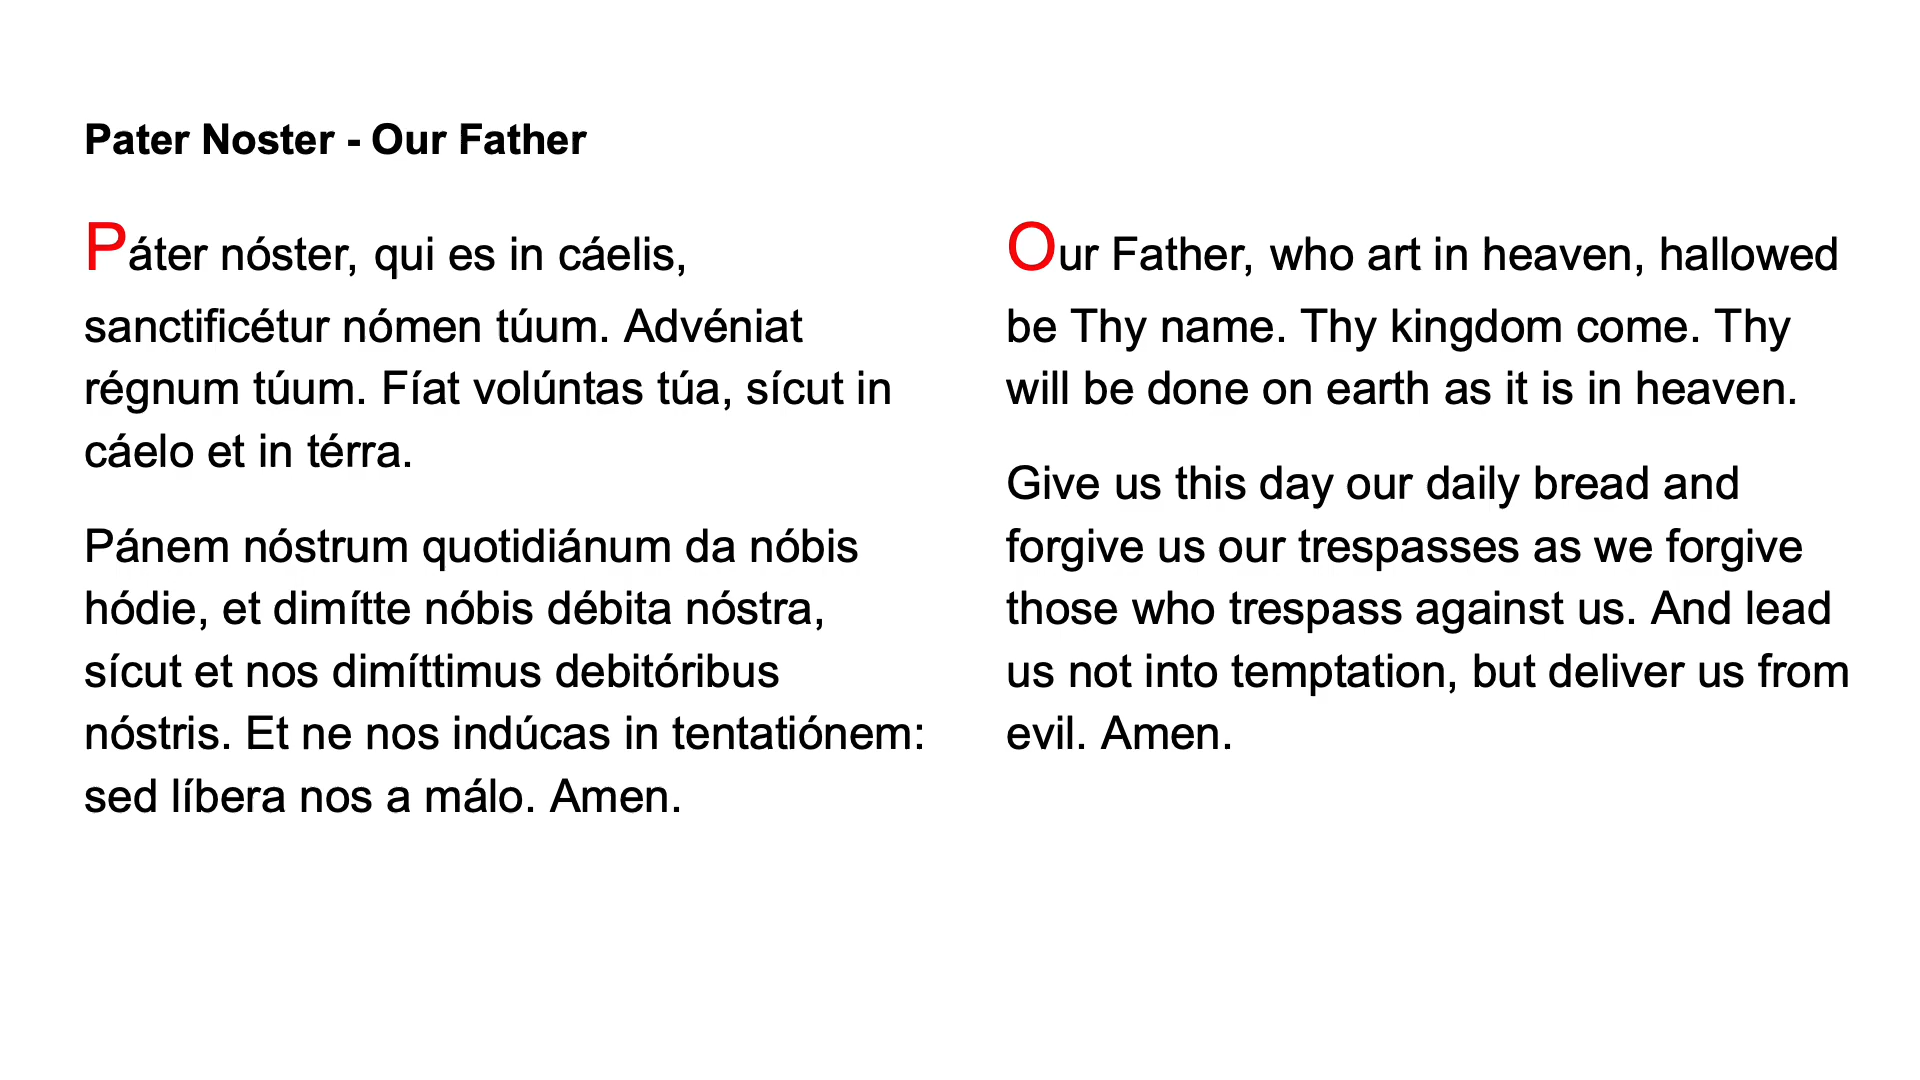 Pater Noster - Our Father
Páter nóster, qui es in cáelis,
sanctificétur nómen túum. Advéniat
régnum túum. Fíat volúntas túa, sícut in
cáelo et in térra.
Pánem nóstrum quotidiánum da nóbis
hódie, et dimítte nóbis débita nóstra,
sícut et nos dimíttimus debitóribus
nóstris. Et ne nos indúcas in tentatiónem:
sed líbera nos a málo. Amen.
Our Father, who art in heaven, hallowed
be Thy name. Thy kingdom come. Thy
will be done on earth as it is in heaven.
Give us this day our daily bread and
forgive us our trespasses as we forgive
those who trespass against us. And lead
us not into temptation, but deliver us from
evil. Amen.